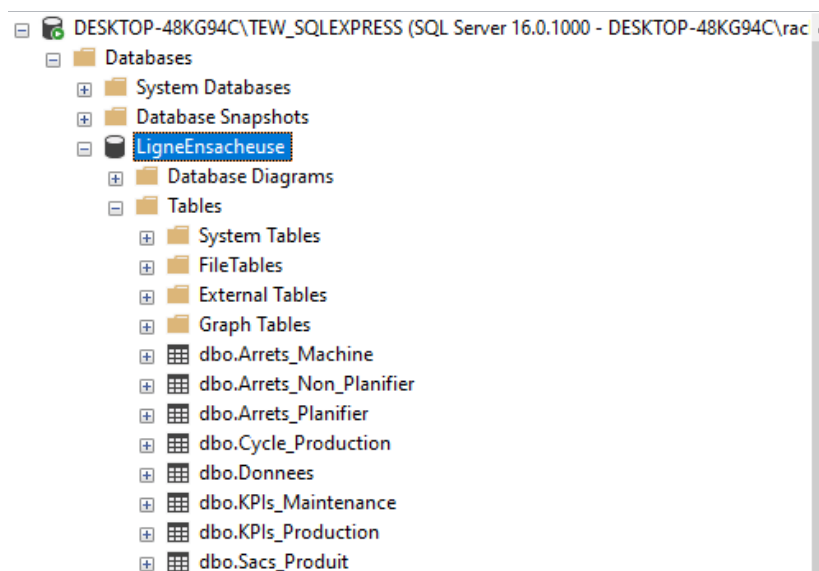 DESKTOP-48KG94C\TEW_SQLEXPRESS (SQL Server 16.0.1000 - DESKTOP-48KG94C\rac
Databases
System Databases
Database Snapshots
LigneEnsacheuse
Database Diagrams
Tables
System Tables
FileTables
External Tables
Graph Tables
dbo.Arrets_Machine
dbo.Arrets_Non_Planifier
dbo.Arrets_Planifier
dbo.Cycle_Production
dbo.Donnees
dbo.KPIs_Maintenance
dbo.KPIs_Production
dbo.Sacs_Produit